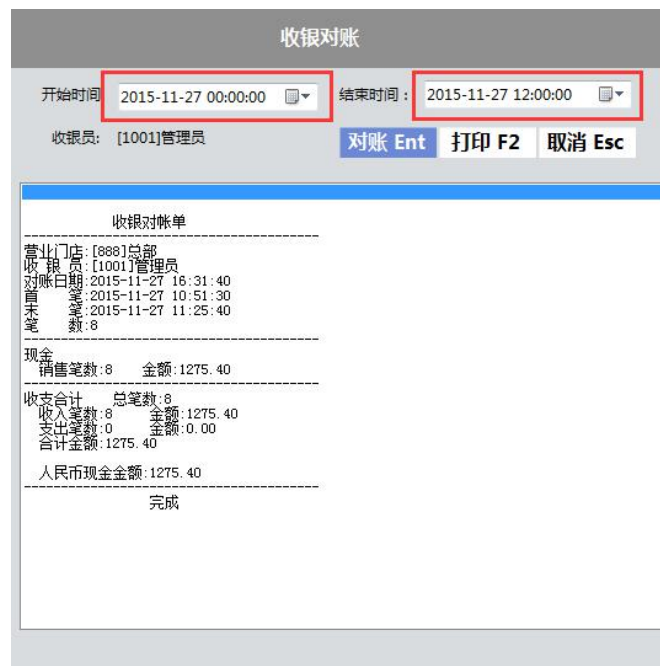 收银对账
开始时间 2015-11-27 00:00:00 结束时间： 2015-11-27 12:00:00
收银员: [1001]管理员 对账 Ent 打印 F2 取消 Esc
收银对帐单
营业门店:[888]总部
收 银 员:[1001]管理员
对账日期:2015-11-27 16:31:40
首 笔:2015-11-27 10:51:30
末 笔:2015-11-27 11:25:40
笔 数:8
现金
销售笔数:8 金额:1275.40
收支合计 总笔数:8
收入笔数:8 金额:1275.40
支出笔数:0 金额:0.00
合计金额:1275.40
人民币现金金额:1275.40
完成